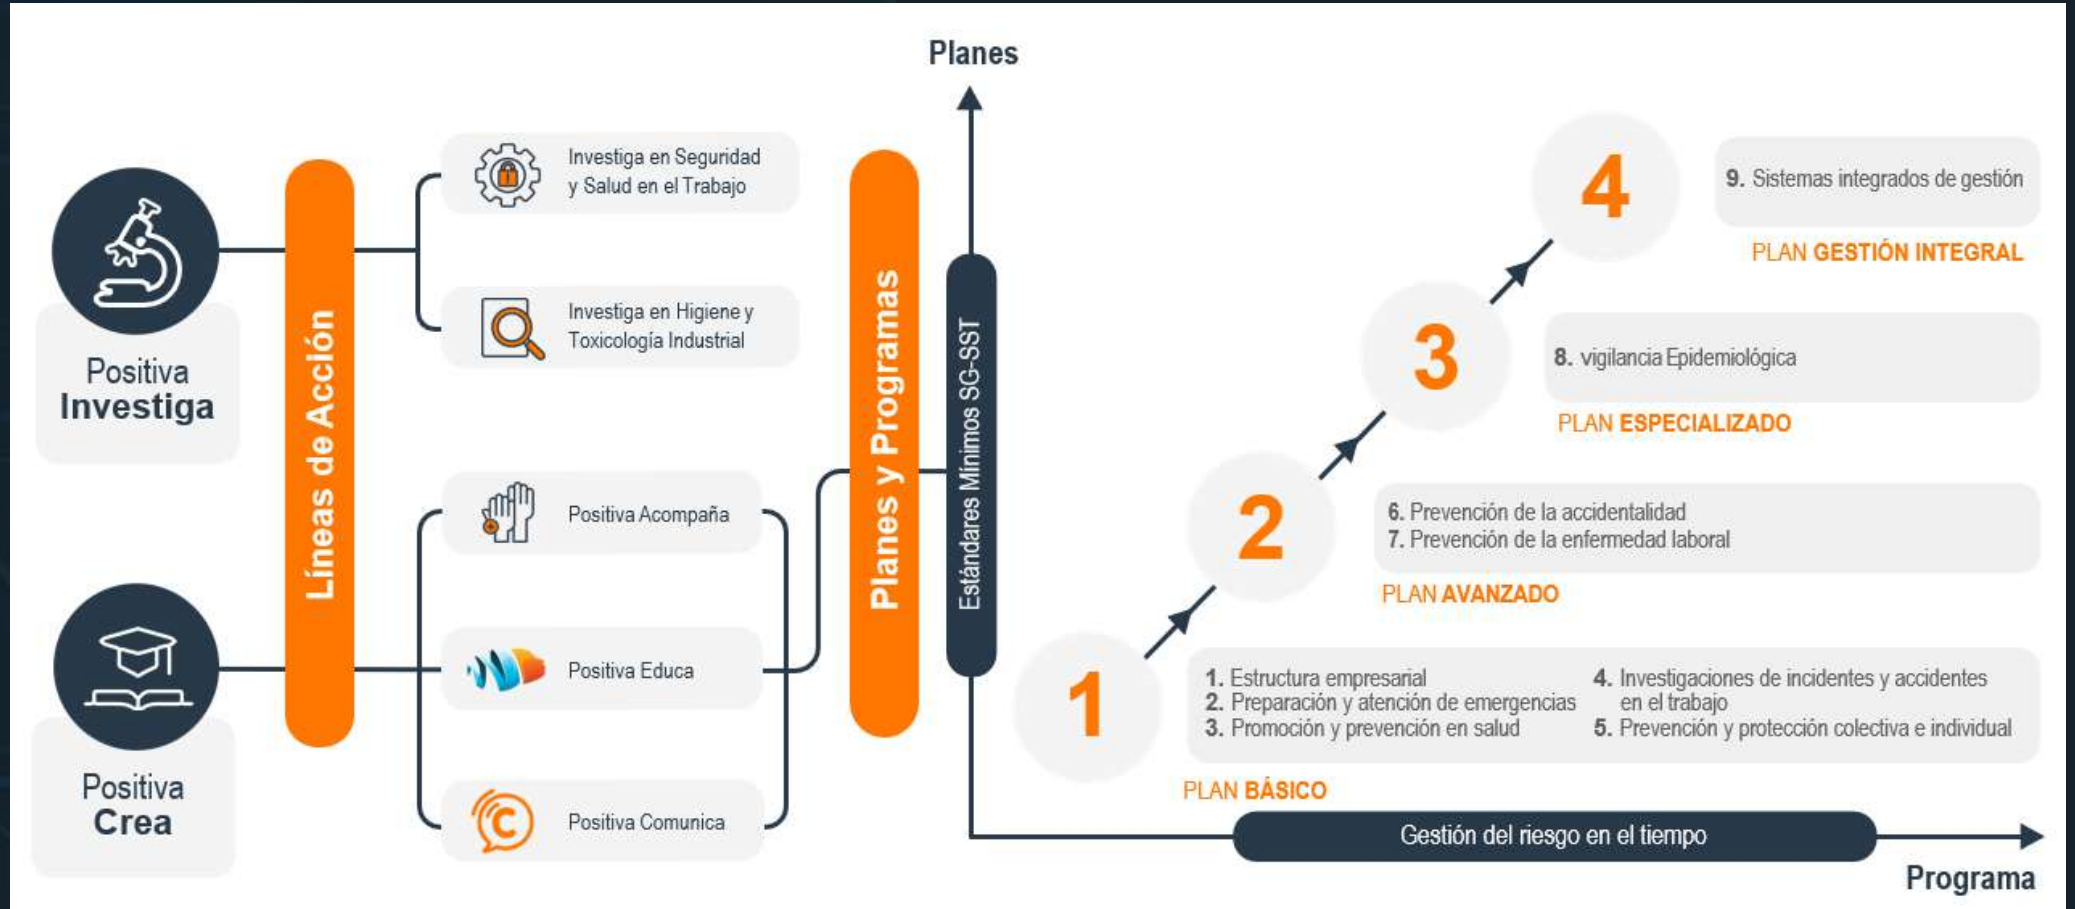 Positiva
Investiga
Positiva
Crea
Líneas de Acción
Investiga en Seguridad
y Salud en el Trabajo
Investiga en Higiene y
Toxicología Industrial
Positiva Acompaña
Positiva Educa
C
Positiva Comunica
Planes y Programas
Planes
Estándares Mínimos SG-SST
4
9. Sistemas integrados de gestión
PLAN GESTIÓN INTEGRAL
3
8. vigilancia Epidemiológica
PLAN ESPECIALIZADO
2
6. Prevención de la accidentalidad
7. Prevención de la enfermedad laboral
PLAN AVANZADO
1
1. Estructura empresarial
2. Preparación y atención de emergencias
3. Promoción y prevención en salud
4. Investigaciones de incidentes y accidentes
en el trabajo
5. Prevención y protección colectiva e individual
PLAN BÁSICO
Gestión del riesgo en el tiempo
Programa